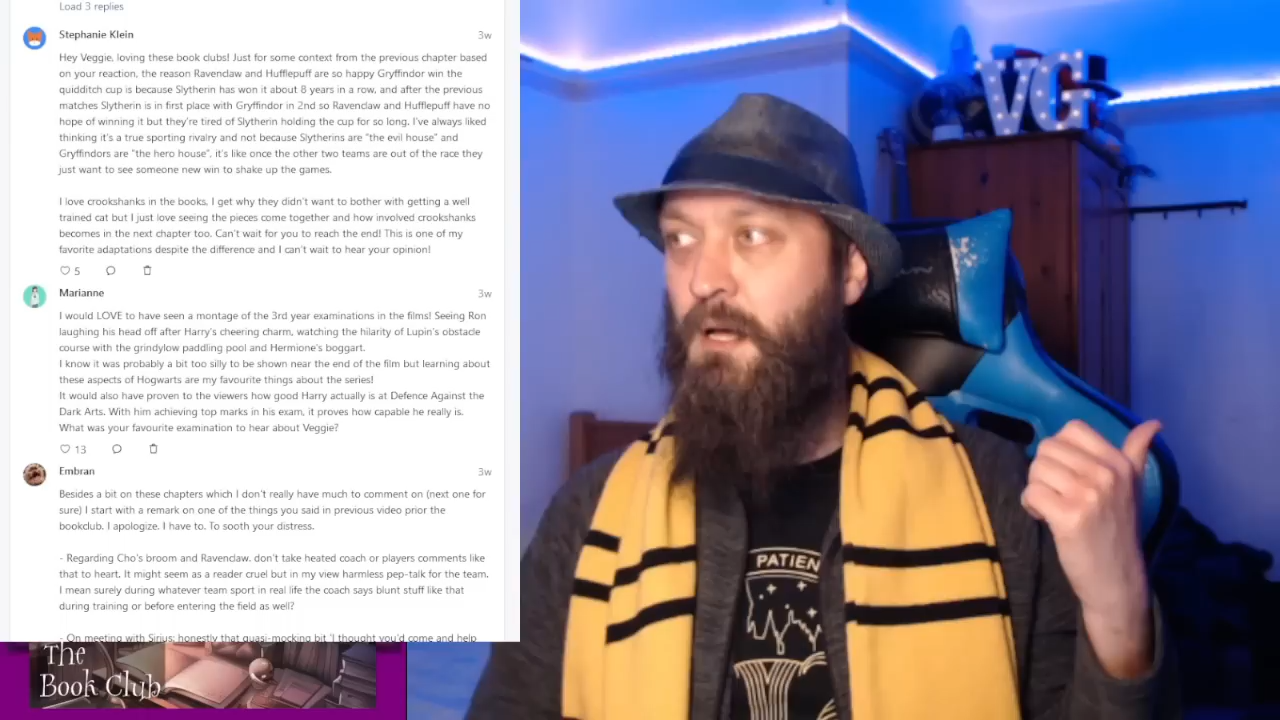 Load 3 replies
Stephanie Klein
3w
Hey Veggie, loving these book clubs! Just for some context from the previous chapter based
on your reaction, the reason Ravendaw and Hufflepuff are so happy Gryffindor win the
quidditch cup is because Slytherin has won it about 8 years in a row, and after the previous
matches Slytherin is in first place with Gryffindor in 2nd so Ravendaw and Hufflepuff have no
hope of winning it but they're tired of Slytherin holding the cup for so long. I've always liked
thinking it's a true sporting rivalry and not because Slytherins are "the evil house" and
Gryffindors are "the hero house", it's like once the other two teams are out of the race they
just want to see someone new win to shake up the games.
I love crookshanks in the books, I get why they didn't want to bother with getting a well
trained cat but I just love seeing the pieces come together and how involved crookshanks
becomes in the next chapter too. Can't wait for you to reach the end! This is one of my
favorite adaptations despite the difference and I can't wait to hear your opinion!
5
Marianne
3w
I would LOVE to have seen a montage of the 3rd year examinations in the films! Seeing Ron
laughing his head off after Harry's cheering charm, watching the hilarity of Lupin's obstacle
course with the grindylow paddling pool and Hermione's boggart.
I know it was probably a bit too silly to be shown near the end of the film but learning about
these aspects of Hogwarts are my favourite things about the series!
It would also have proven to the viewers how good Harry actually is at Defence Against the
Dark Arts. With him achieving top marks in his exam, it proves how capable he really is.
What was your favourite examination to hear about Veggie?
13
Embran
3w
Besides a bit on these chapters which I don't really have much to comment on (next one for
sure) I start with a remark on one of the things you said in previous video prior the
bookclub. I apologize. I have to. To sooth your distress.
- Regarding Cho's broom and Ravenclaw. don't take heated coach or players comments like
that to heart. It might seem as a reader cruel but in my view harmless pep-talk for the team.
I mean surely during whatever team sport in real life the coach says blunt stuff like that
during training or before entering the field as well?
- On meeting with Sirius: honestly that quasi-mocking bit 'I thought you'd come and help
The
Book Club
VG
PATIEN